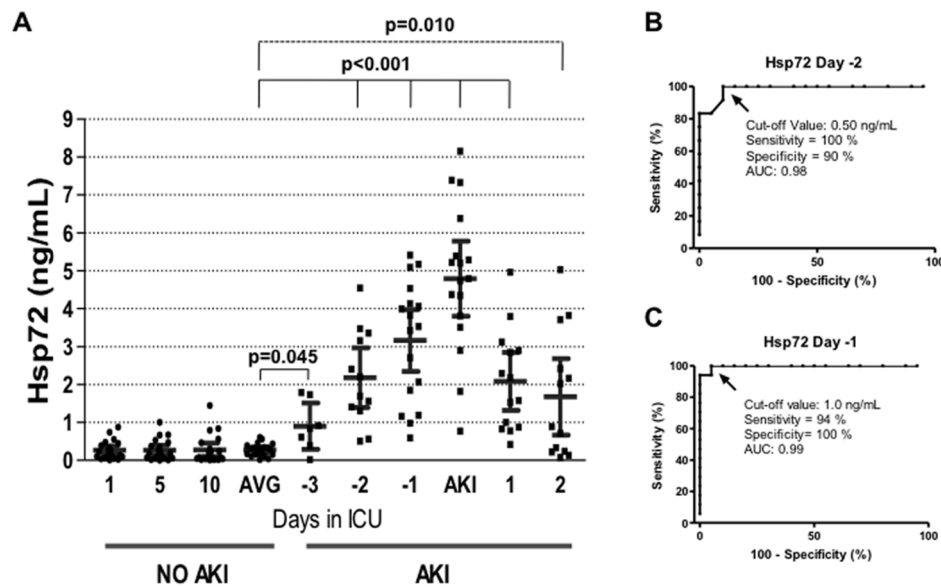 A
p=0.010
p<0.001
p=0.045
Hsp72 (ng/mL)
9
8
7
6
5
4
3
2
1
0
1 5 10 AVG -3 -2 -1 AKI 1 2
Days in ICU
NO AKI AKI
B
Hsp72 Day -2
Sensitivity (%)
100
80
60
40
20
0
Cut-off Value: 0.50 ng/mL
Sensitivity = 100 %
Specificity = 90 %
AUC: 0.98
0 50 100
100 - Specificity (%)
C
Hsp72 Day -1
Sensitivity (%)
100
80
60
40
20
0
Cut-off value: 1.0 ng/mL
Sensitivity = 94 %
Specificity= 100 %
AUC: 0.99
0 50 100
100 - Specificity (%)